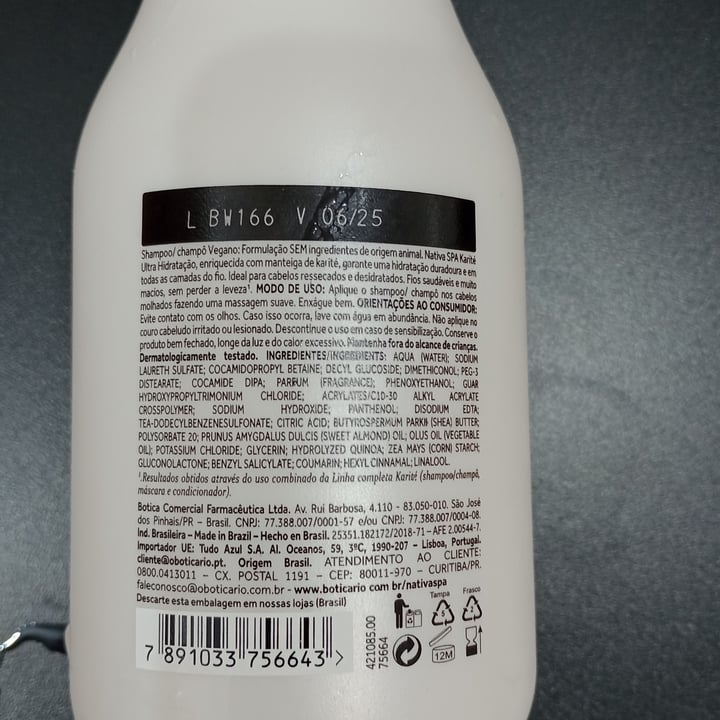 L BW166 V 06/25
Shampoo/ champô Vegano: Formulação SEM ingredientes de origem animal. Nativa SPA Karité
Ultra Hidratação, enriquecida com manteiga de karité, garante uma hidratação duradoura e em
todas as camadas do fio. Ideal para cabelos ressecados e desidratados. Fios saudáveis e muito
macios, sem perder a leveza¹. MODO DE USO: Aplique o shampoo/ champô nos cabelos
molhados fazendo uma massagem suave. Enxágue bem. ORIENTAÇÕES AO CONSUMIDOR:
Evite contato com os olhos. Caso isso ocorra, lave com água em abundância. Não aplique no
couro cabeludo irritado ou lesionado. Descontinue o uso em caso de sensibilização. Conserve o
produto bem fechado, longe da luz e do calor excessivo. Mantenha fora do alcance de crianças.
Dermatologicamente testado. INGREDIENTES/INGREDIENTS: AQUA (WATER); SODIUM
LAURETH SULFATE; COCAMIDOPROPYL BETAINE; DECYL GLUCOSIDE; DIMETHICONOL; PEG-3
DISTEARATE; COCAMIDE DIPA; PARFUM (FRAGRANCE); PHENOXYETHANOL; GUAR
HYDROXYPROPYLTRIMONIUM CHLORIDE; ACRYLATES/C10-30 ALKYL ACRYLATE
CROSSPOLYMER; SODIUM HYDROXIDE; PANTHENOL; DISODIUM EDTA;
TEA-DODECYLBENZENESULFONATE; CITRIC ACID; BUTYROSPERMUM PARKII (SHEA) BUTTER;
POLYSORBATE 20; PRUNUS AMYGDALUS DULCIS (SWEET ALMOND) OIL; OLUS OIL (VEGETABLE
OIL); POTASSIUM CHLORIDE; GLYCERIN; HYDROLYZED QUINOA; ZEA MAYS (CORN) STARCH;
GLUCONOLACTONE; BENZYL SALICYLATE; COUMARIN; HEXYL CINNAMAL; LINALOOL.
¹.Resultados obtidos através do uso combinado da Linha completa Karité (shampoo/champô,
máscara e condicionador).
Botica Comercial Farmacêutica Ltda. Av. Rui Barbosa, 4.110 - 83.050-010. São José
dos Pinhais/PR – Brasil. CNPJ: 77.388.007/0001-57 e/ou CNPJ: 77.388.007/0004-08.
Ind. Brasileira – Made in Brazil – Hecho en Brasil. 25351.182172/2018-71 – AFE 2.00544-7.
Importador UE: Tudo Azul S.A. Al. Oceanos, 59, 3ºC, 1990-207 – Lisboa, Portugal.
cliente@oboticario.pt. Origem Brasil. ATENDIMENTO AO CLIENTE:
0800.0413011 – CX. POSTAL 1191 – CEP: 80011-970 – CURITIBA/PR.
faleconosco@oboticario.com.br - www.boticario.com.br/nativaspa
Descarte esta embalagem em nossas lojas (Brasil)
7 891033 756643 >
421085.00
75664
Tampa
5
Frasco
2
12M